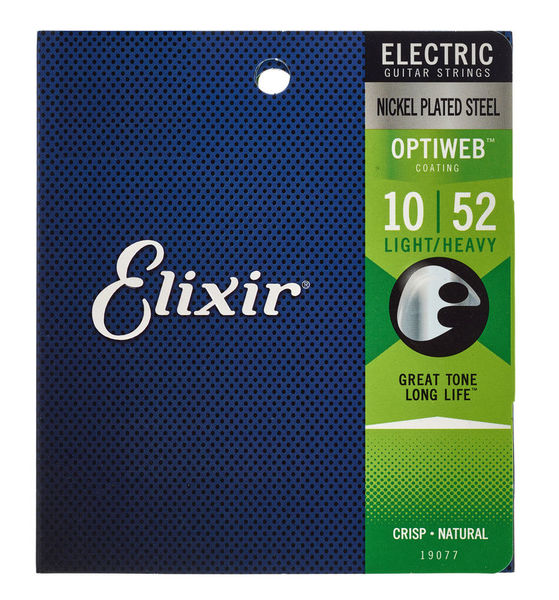 ELECTRIC
GUITAR STRINGS
NICKEL PLATED STEEL
OPTIWEB™
COATING
10 | 52
LIGHT/HEAVY
Elixir®
GREAT TONE
LONG LIFE™
CRISP • NATURAL
19077